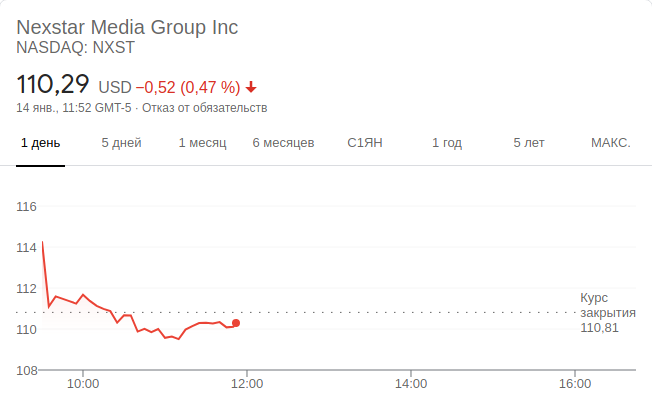 Nexstar Media Group Inc
NASDAQ: NXST
110,29 USD −0,52 (0,47 %)
14 янв., 11:52 GMT-5 · Отказ от обязательств
1 день 5 дней 1 месяц 6 месяцев С1ЯН 1 год 5 лет МАКС.
116
114
112
Курс
закрытия
110,81
110
108
10:00 12:00 14:00 16:00